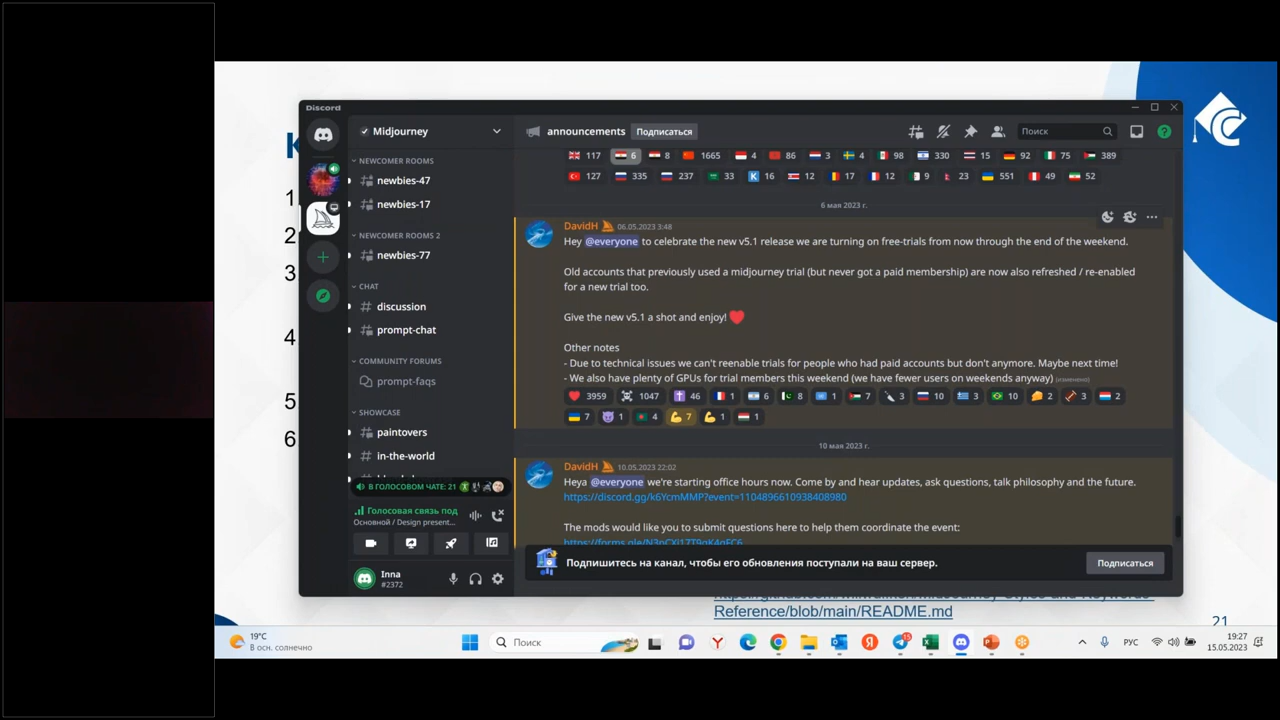 Discord
Midjourney
announcements
Подписаться
Поиск
NEWCOMER ROOMS
newbies-47
newbies-17
NEWCOMER ROOMS 2
newbies-77
CHAT
discussion
prompt-chat
COMMUNITY FORUMS
prompt-faqs
SHOWCASE
paintovers
in-the-world
В ГОЛОСОВОМ ЧАТЕ: 21
Голосовая связь под
Основной / Design present...
Inna
#2372
117 6 8 1665 4 86 3 4 98 330 15 92 75 389
127 335 237 33 K 16 12 17 12 9 23 551 49 52
6 мая 2023 г.
DavidH 06.05.2023 3:48
Hey @everyone to celebrate the new v5.1 release we are turning on free-trials from now through the end of the weekend.
Old accounts that previously used a midjourney trial (but never got a paid membership) are now also refreshed / re-enabled
for a new trial too.
Give the new v5.1 a shot and enjoy!
Other notes
- Due to technical issues we can't reenable trials for people who had paid accounts but don't anymore. Maybe next time!
- We also have plenty of GPUs for trial members this weekend (we have fewer users on weekends anyway) (изменено)
3959 1047 46 1 6 8 1 7 3 10 3 10 2 3 2
7 1 4 7 1 1
10 мая 2023 г.
DavidH 10.05.2023 22:02
Heya @everyone we're starting office hours now. Come by and hear updates, ask questions, talk philosophy and the future.
https://discord.gg/k6YcmMMP?event=1104896610938408980
The mods would like you to submit questions here to help them coordinate the event:
Подпишитесь на канал, чтобы его обновления поступали на ваш сервер.
Подписаться
К
1
2
3
4
5
6
Reference/blob/main/README.md
21
19°C
В осн. солнечно
Поиск
15
РУС
19:27
15.05.2023